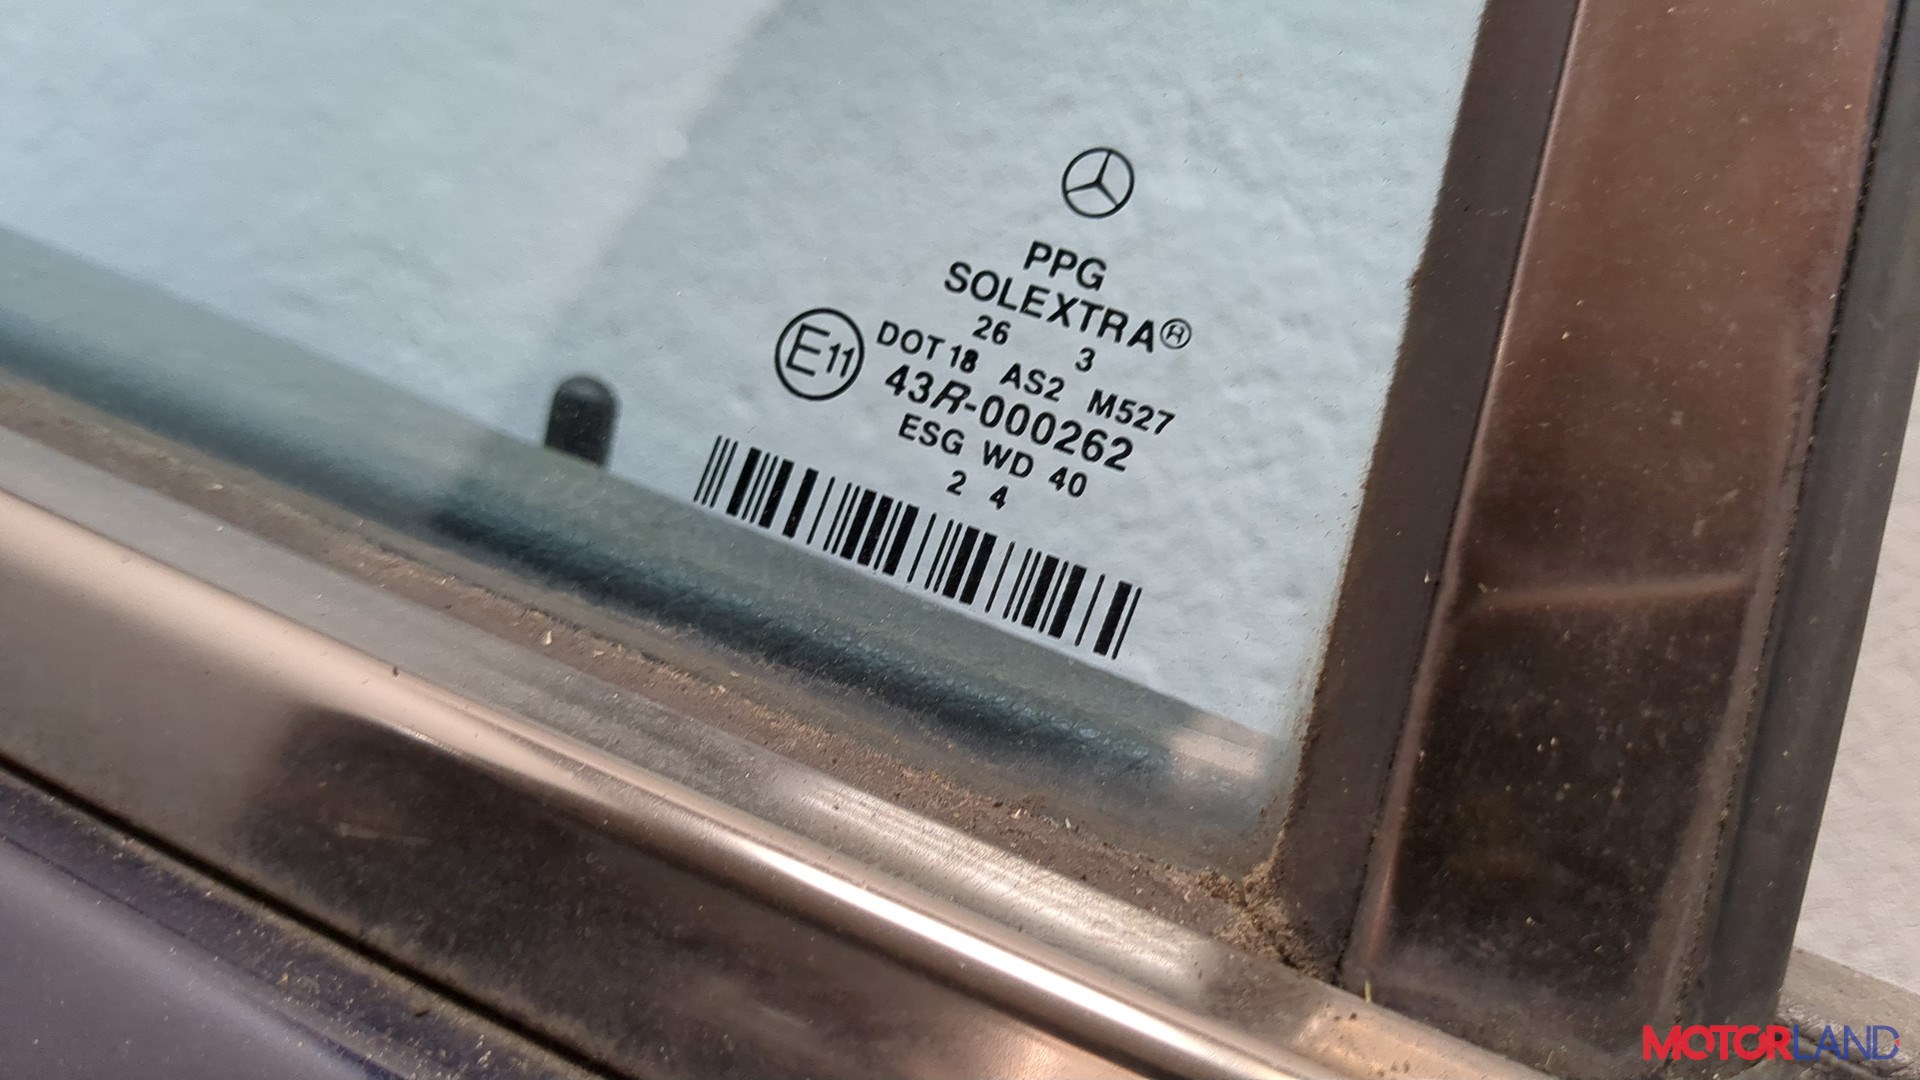 PPG
SOLEXTRA®
26 3
DOT 18 AS2 M527
E11 43R-000262
ESG WD 40
2 4
MOTORLAND